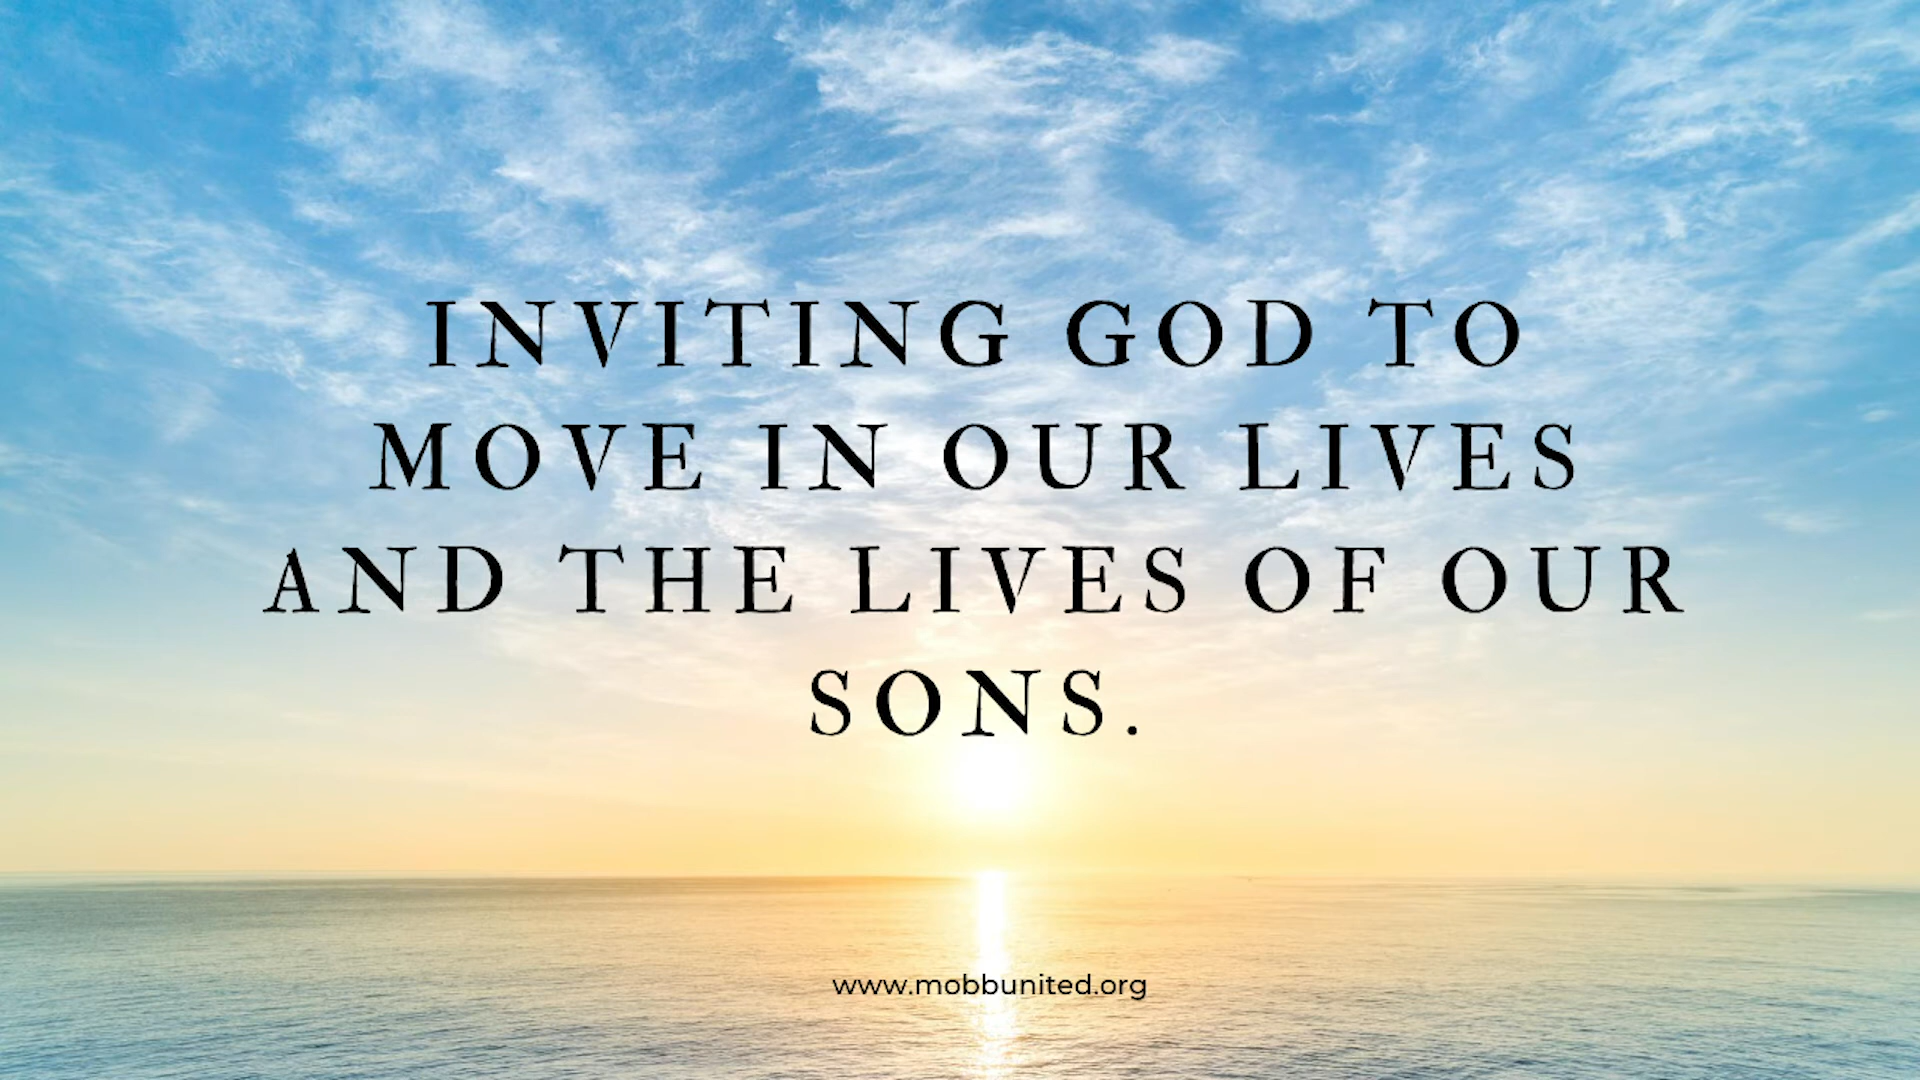 INVITING GOD TO
MOVE IN OUR LIVES
AND THE LIVES OF OUR
SONS.
www.mobbunited.org